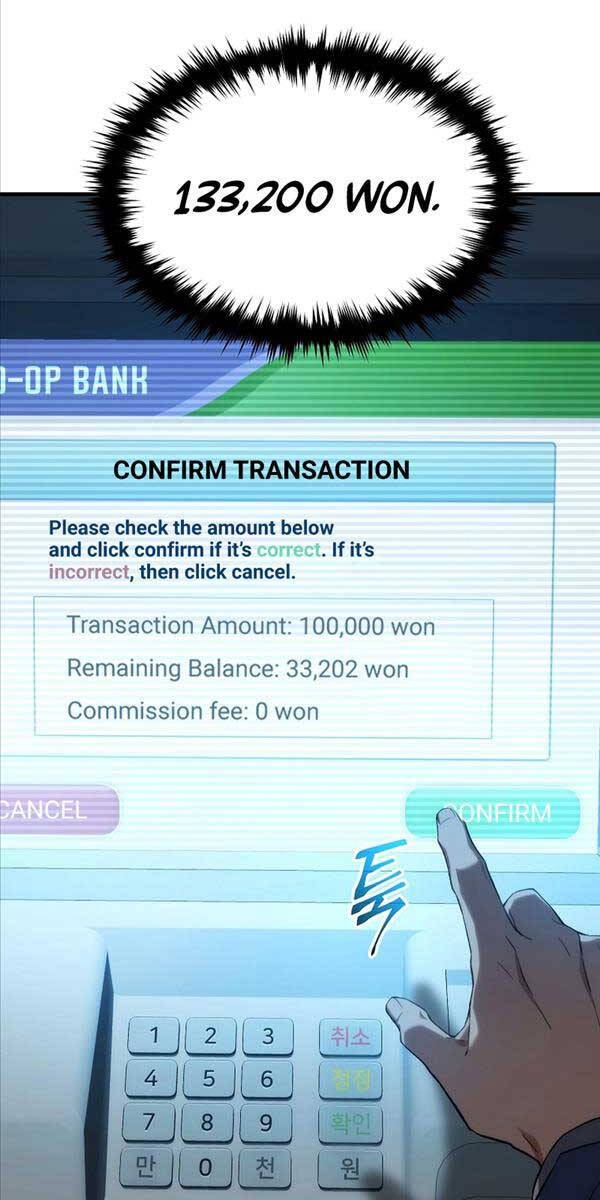 133,200 WON.
O-OP BANK
CONFIRM TRANSACTION
Please check the amount below
and click confirm if it's correct. If it's
incorrect, then click cancel.
Transaction Amount: 100,000 won
Remaining Balance: 33,202 won
Commission fee: 0 won
CANCEL
CONFIRM
툭
1 2 3 취소
4 5 6 정정
7 8 9 확인
만 0 천 원